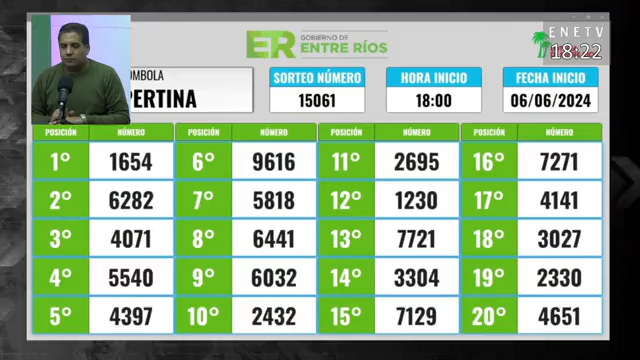 ER GOBIERNO DE
ENTRE RÍOS
ENETV
18:22
OMBOLA
PERTINA
SORTEO NÚMERO
15061
HORA INICIO
18:00
FECHA INICIO
06/06/2024
POSICIÓN NÚMERO POSICIÓN NÚMERO POSICIÓN NÚMERO POSICIÓN NÚMERO
1° 1654 6° 9616 11° 2695 16° 7271
2° 6282 7° 5818 12° 1230 17° 4141
3° 4071 8° 6441 13° 7721 18° 3027
4° 5540 9° 6032 14° 3304 19° 2330
5° 4397 10° 2432 15° 7129 20° 4651